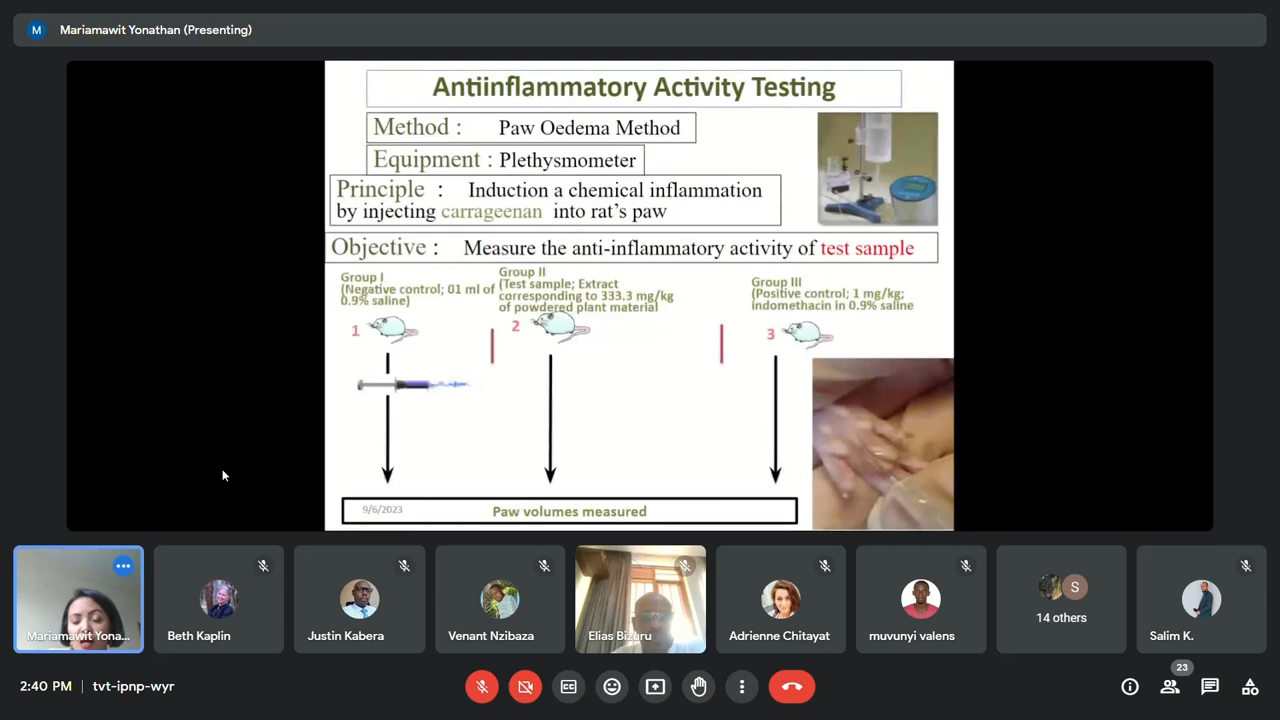 M Mariamawit Yonathan (Presenting)
Antiinflammatory Activity Testing
Method : Paw Oedema Method
Equipment : Plethysmometer
Principle : Induction a chemical inflammation
by injecting carrageenan into rat's paw
Objective : Measure the anti-inflammatory activity of test sample
Group I
(Negative control; 01 ml of
0.9% saline)
1
Group II
(Test sample; Extract
corresponding to 333.3 mg/kg
of powdered plant material
2
Group III
(Positive control; 1 mg/kg;
indomethacin in 0.9% saline
3
9/6/2023
Paw volumes measured
Mariamawit Yona...
Beth Kaplin
Justin Kabera
Venant Nzibaza
Elias Bizuru
Adrienne Chitayat
muvunyi valens
S
14 others
Salim K.
2:40 PM | tvt-ipnp-wyr
23